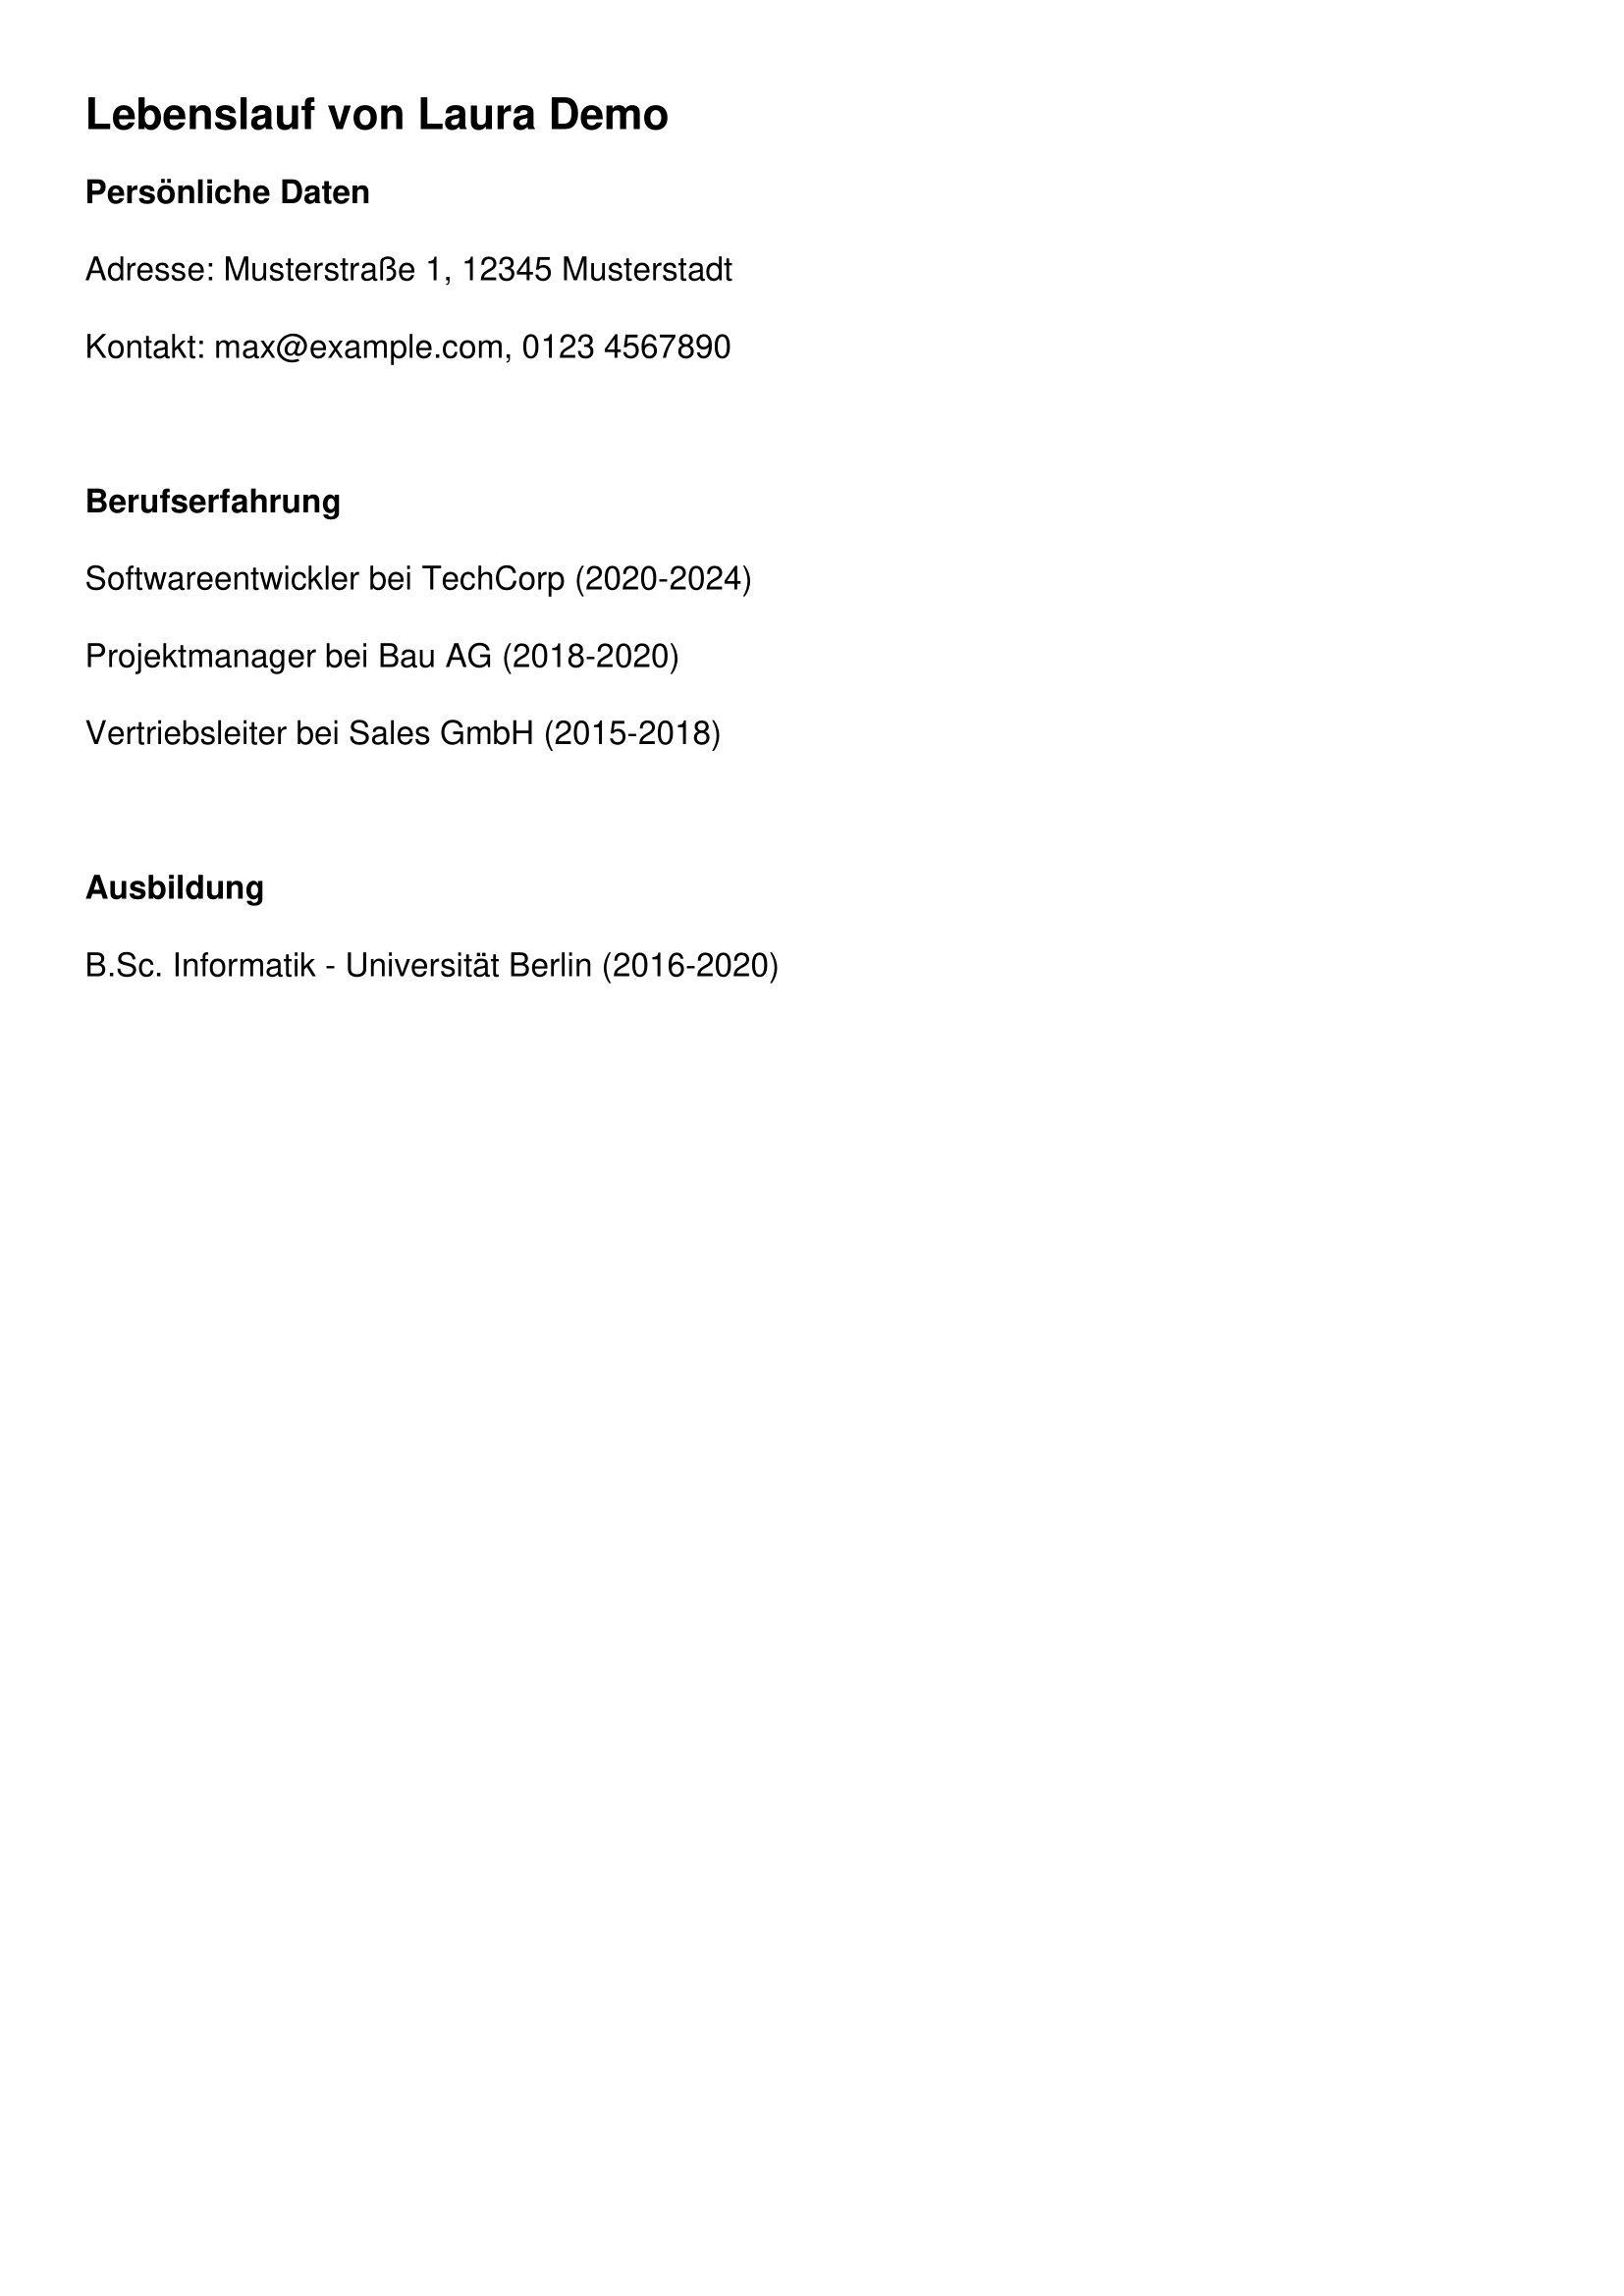 Lebenslauf von Laura Demo
Persönliche Daten
Adresse: Musterstraße 1, 12345 Musterstadt
Kontakt: max@example.com, 0123 4567890
Berufserfahrung
Softwareentwickler bei TechCorp (2020-2024)
Projektmanager bei Bau AG (2018-2020)
Vertriebsleiter bei Sales GmbH (2015-2018)
Ausbildung
B.Sc. Informatik - Universität Berlin (2016-2020)